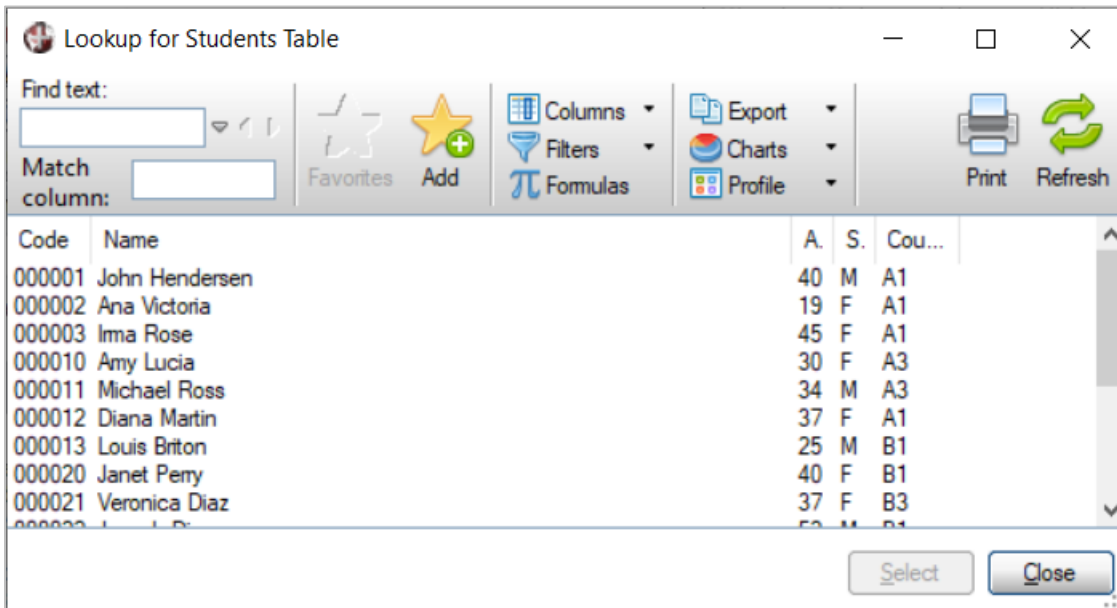 Lookup for Students Table
Find text:
Match column:
Favorites
Add
Columns
Filters
Formulas
Export
Charts
Profile
Print
Refresh
Code Name A. S. Cou...
000001 John Hendersen 40 M A1
000002 Ana Victoria 19 F A1
000003 Irma Rose 45 F A1
000010 Amy Lucia 30 F A3
000011 Michael Ross 34 M A3
000012 Diana Martin 37 F A1
000013 Louis Briton 25 M B1
000020 Janet Perry 40 F B1
000021 Veronica Diaz 37 F B3
Select
Close